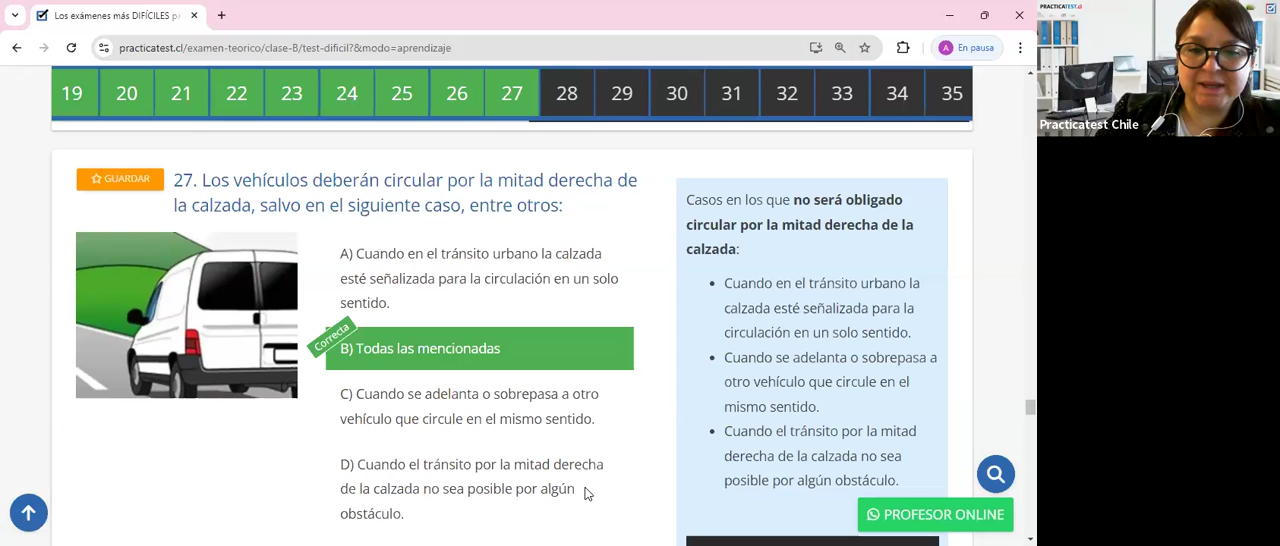 Los exámenes más DIFÍCILES pa
practicatest.cl/examen-teorico/clase-B/test-dificil?&modo=aprendizaje
A
En pausa
PRACTICATEST.cl
Practicatest Chile
19 20 21 22 23 24 25 26 27 28 29 30 31 32 33 34 35
GUARDAR
27. Los vehículos deberán circular por la mitad derecha de
la calzada, salvo en el siguiente caso, entre otros:
A) Cuando en el tránsito urbano la calzada
esté señalizada para la circulación en un solo
sentido.
Correcta
B) Todas las mencionadas
C) Cuando se adelanta o sobrepasa a otro
vehículo que circule en el mismo sentido.
D) Cuando el tránsito por la mitad derecha
de la calzada no sea posible por algún
obstáculo.
Casos en los que no será obligado
circular por la mitad derecha de la
calzada:
Cuando en el tránsito urbano la
calzada esté señalizada para la
circulación en un solo sentido.
Cuando se adelanta o sobrepasa a
otro vehículo que circule en el
mismo sentido.
Cuando el tránsito por la mitad
derecha de la calzada no sea
posible por algún obstáculo.
PROFESOR ONLINE